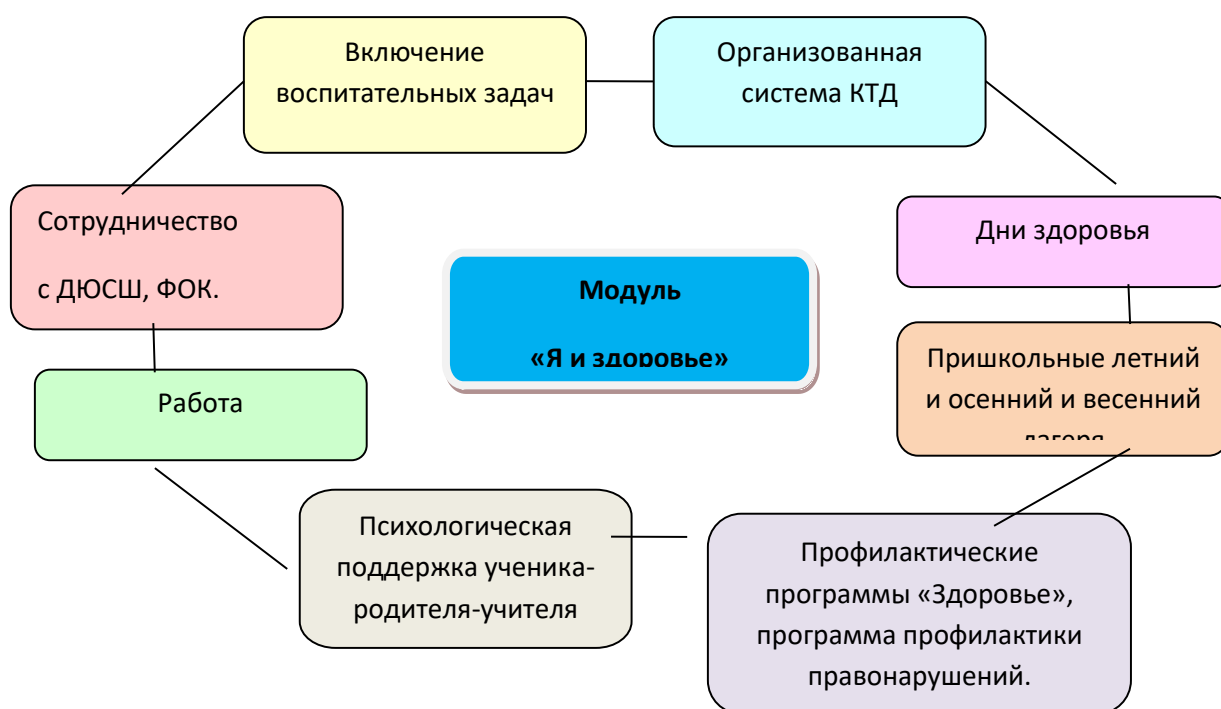 Включение
воспитательных задач
Организованная
система КТД
Сотрудничество
с ДЮСШ, ФОК.
Дни здоровья
Модуль
«Я и здоровье»
Пришкольные летний
и осенний и весенний
лагеря
Работа
Психологическая
поддержка ученика-
родителя-учителя
Профилактические
программы «Здоровье»,
программа профилактики
правонарушений.